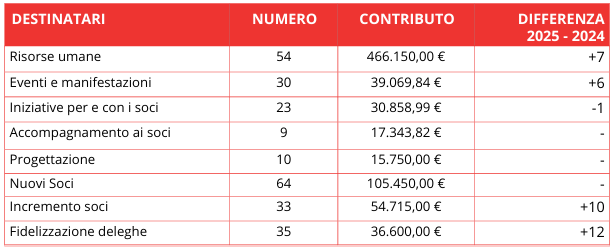 DESTINATARI NUMERO CONTRIBUTO DIFFERENZA
2025 - 2024
Risorse umane 54 466.150,00 € +7
Eventi e manifestazioni 30 39.069,84 € +6
Iniziative per e con i soci 23 30.858,99 € -1
Accompagnamento ai soci 9 17.343,82 € -
Progettazione 10 15.750,00 € -
Nuovi Soci 64 105.450,00 € -
Incremento soci 33 54.715,00 € +10
Fidelizzazione deleghe 35 36.600,00 € +12